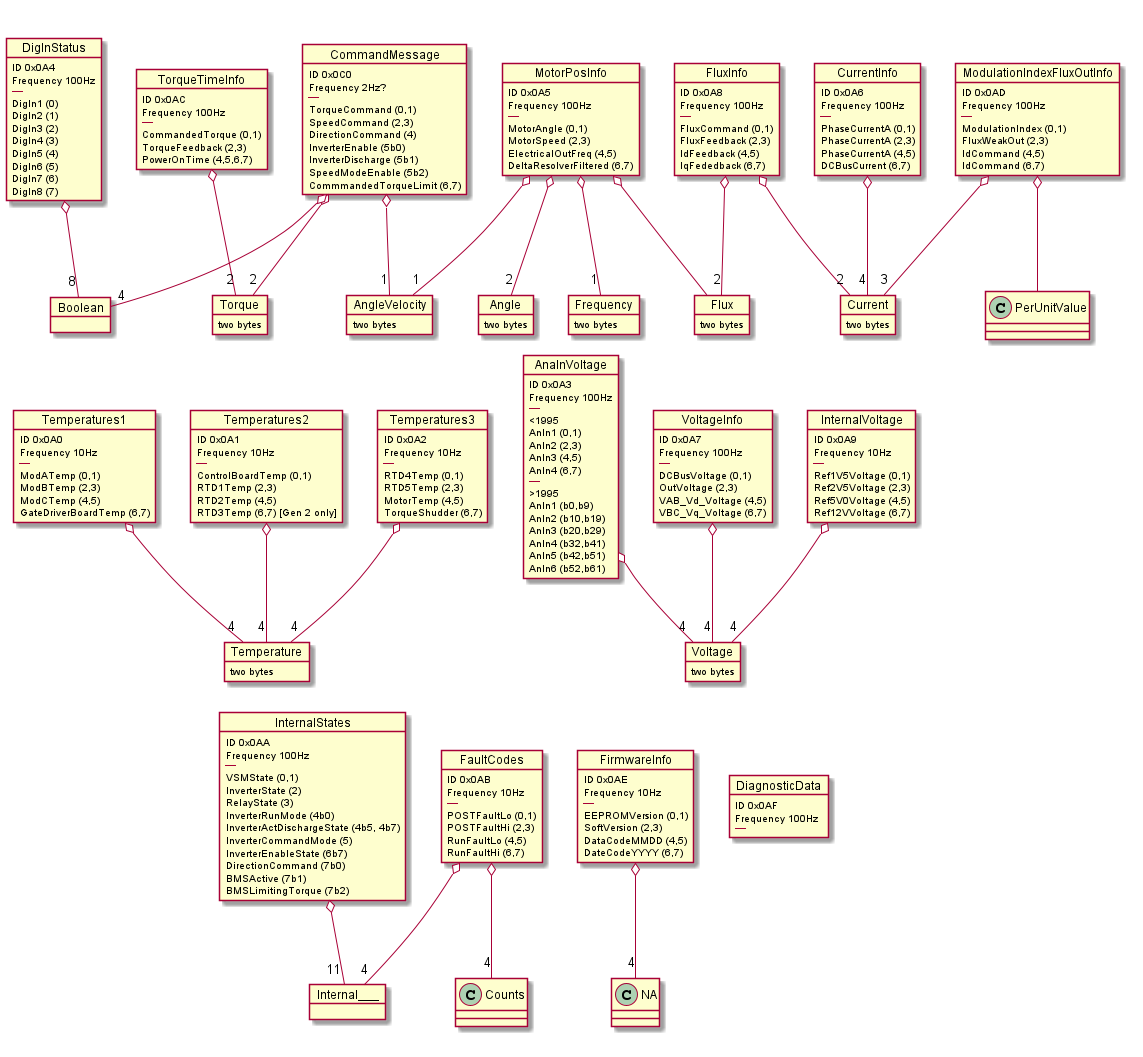 DigInStatus
ID 0x0A4
Frequency 100Hz
DigIn1 (0)
DigIn2 (1)
DigIn3 (2)
DigIn4 (3)
DigIn5 (4)
DigIn6 (5)
DigIn7 (6)
DigIn8 (7)
TorqueTimeInfo
ID 0x0AC
Frequency 100Hz
CommandedTorque (0,1)
TorqueFeedback (2,3)
PowerOnTime (4,5,6,7)
CommandMessage
ID 0x0C0
Frequency 2Hz?
TorqueCommand (0,1)
SpeedCommand (2,3)
DirectionCommand (4)
InverterEnable (5b0)
InverterDischarge (5b1)
SpeedModeEnable (5b2)
CommmandedTorqueLimit (6,7)
MotorPosInfo
ID 0x0A5
Frequency 100Hz
MotorAngle (0,1)
MotorSpeed (2,3)
ElectricalOutFreq (4,5)
DeltaResolverFiltered (6,7)
FluxInfo
ID 0x0A8
Frequency 100Hz
FluxCommand (0,1)
FluxFeedback (2,3)
IdFeedback (4,5)
IqFededback (6,7)
CurrentInfo
ID 0x0A6
Frequency 100Hz
PhaseCurrentA (0,1)
PhaseCurrentA (2,3)
PhaseCurrentA (4,5)
DCBusCurrent (6,7)
ModulationIndexFluxOutInfo
ID 0x0AD
Frequency 100Hz
ModulationIndex (0,1)
FluxWeakOut (2,3)
IdCommand (4,5)
IdCommand (6,7)
8
4
2
2
1
1
2
1
2
2
4
3
Boolean
Torque
two bytes
AngleVelocity
two bytes
Angle
two bytes
Frequency
two bytes
Flux
two bytes
Current
two bytes
C PerUnitValue
Temperatures1
ID 0x0A0
Frequency 10Hz
ModATemp (0,1)
ModBTemp (2,3)
ModCTemp (4,5)
GateDriverBoardTemp (6,7)
Temperatures2
ID 0x0A1
Frequency 10Hz
ControlBoardTemp (0,1)
RTD1Temp (2,3)
RTD2Temp (4,5)
RTD3Temp (6,7) [Gen 2 only]
Temperatures3
ID 0x0A2
Frequency 10Hz
RTD4Temp (0,1)
RTD5Temp (2,3)
MotorTemp (4,5)
TorqueShudder (6,7)
AnaInVoltage
ID 0x0A3
Frequency 100Hz
<1995
AnIn1 (0,1)
AnIn2 (2,3)
AnIn3 (4,5)
AnIn4 (6,7)
>1995
AnIn1 (b0,b9)
AnIn2 (b10,b19)
AnIn3 (b20,b29)
AnIn4 (b32,b41)
AnIn5 (b42,b51)
AnIn6 (b52,b61)
VoltageInfo
ID 0x0A7
Frequency 100Hz
DCBusVoltage (0,1)
OutVoltage (2,3)
VAB_Vd_Voltage (4,5)
VBC_Vq_Voltage (6,7)
InternalVoltage
ID 0x0A9
Frequency 10Hz
Ref1V5Voltage (0,1)
Ref2V5Voltage (2,3)
Ref5V0Voltage (4,5)
Ref12VVoltage (6,7)
4
4
4
4
4
4
Temperature
two bytes
Voltage
two bytes
InternalStates
ID 0x0AA
Frequency 100Hz
VSMState (0,1)
InverterState (2)
RelayState (3)
InverterRunMode (4b0)
InverterActDischargeState (4b5, 4b7)
InverterCommandMode (5)
InverterEnableState (6b7)
DirectionCommand (7b0)
BMSActive (7b1)
BMSLimitingTorque (7b2)
FaultCodes
ID 0x0AB
Frequency 10Hz
POSTFaultLo (0,1)
POSTFaultHi (2,3)
RunFaultLo (4,5)
RunFaultHi (6,7)
FirmwareInfo
ID 0x0AE
Frequency 10Hz
EEPROMVersion (0,1)
SoftVersion (2,3)
DataCodeMMDD (4,5)
DateCodeYYYY (6,7)
DiagnosticData
ID 0x0AF
Frequency 100Hz
11
4
4
4
Internal___
C Counts
C NA